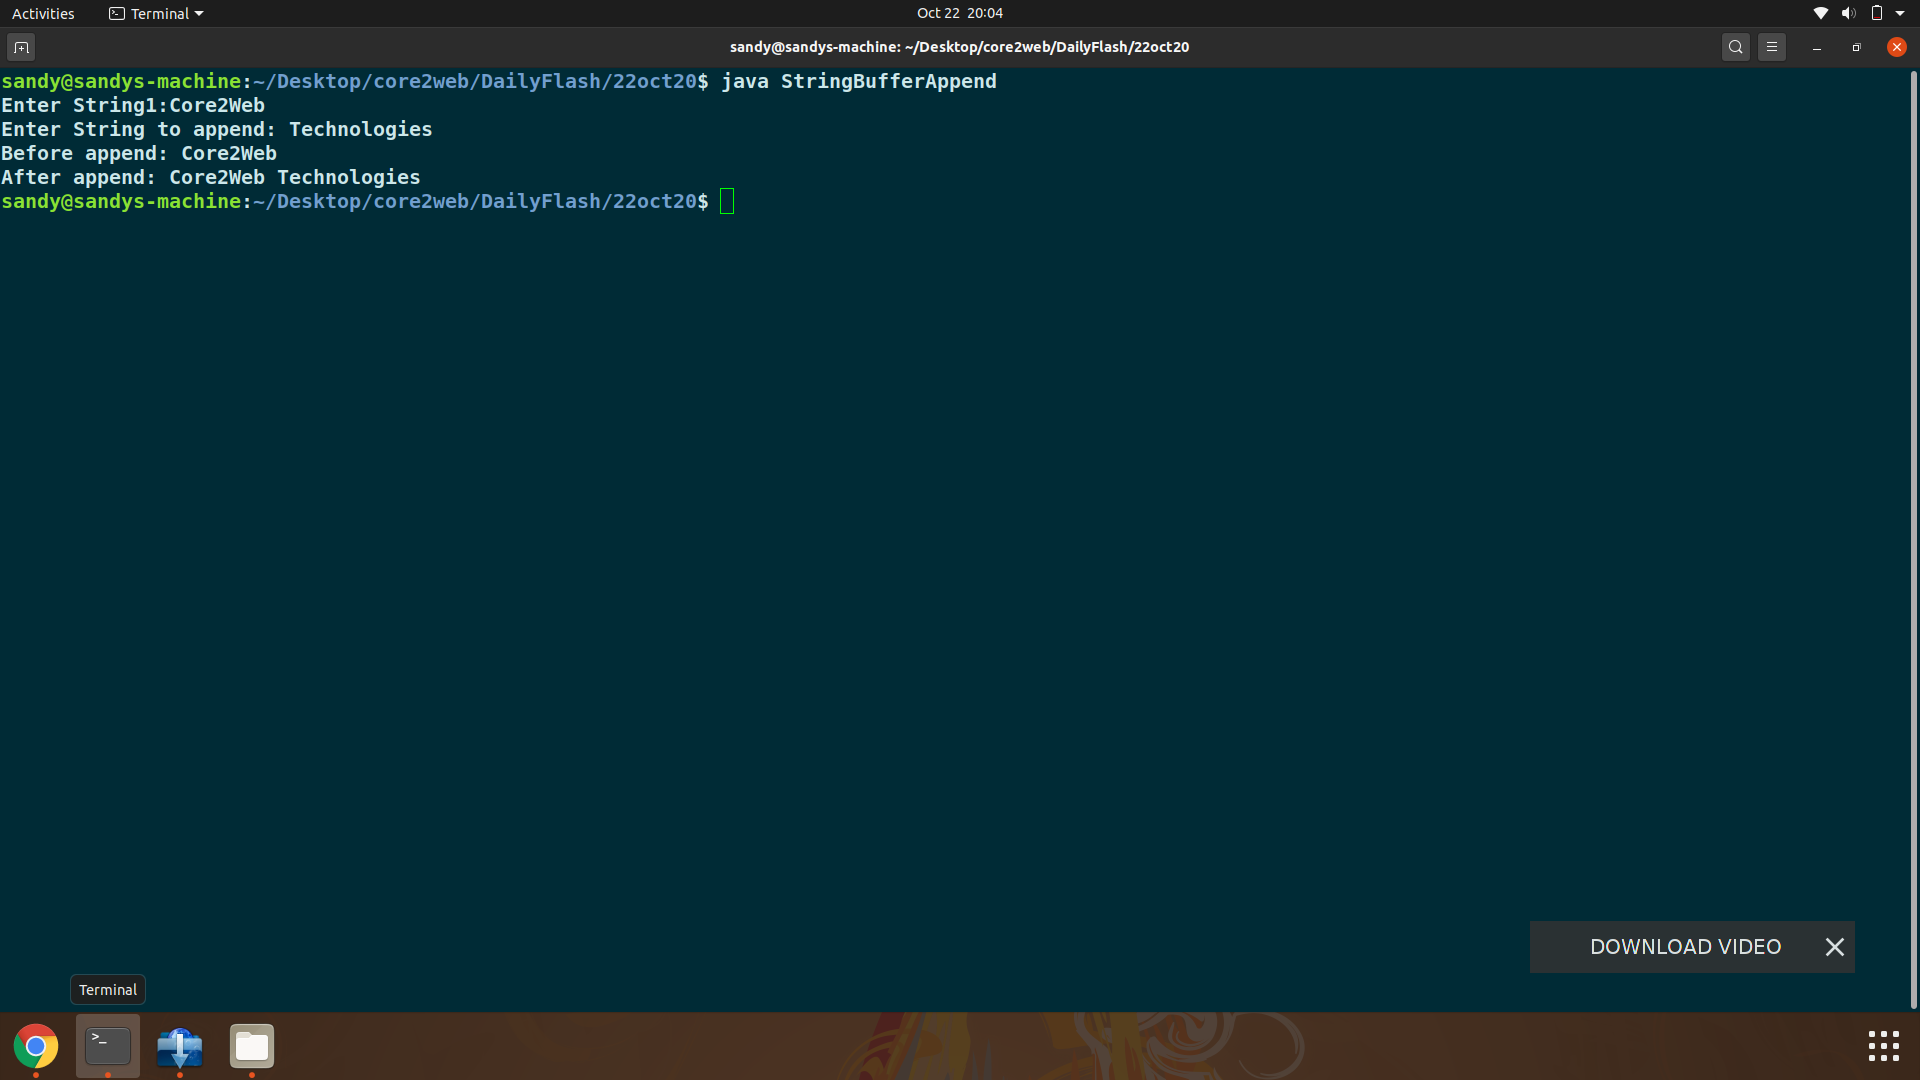 Activities Terminal Oct 22 20:04
sandy@sandys-machine: ~/Desktop/core2web/DailyFlash/22oct20
sandy@sandys-machine:~/Desktop/core2web/DailyFlash/22oct20$ java StringBufferAppend
Enter String1:Core2Web
Enter String to append: Technologies
Before append: Core2Web
After append: Core2Web Technologies
sandy@sandys-machine:~/Desktop/core2web/DailyFlash/22oct20$
DOWNLOAD VIDEO
Terminal
>_